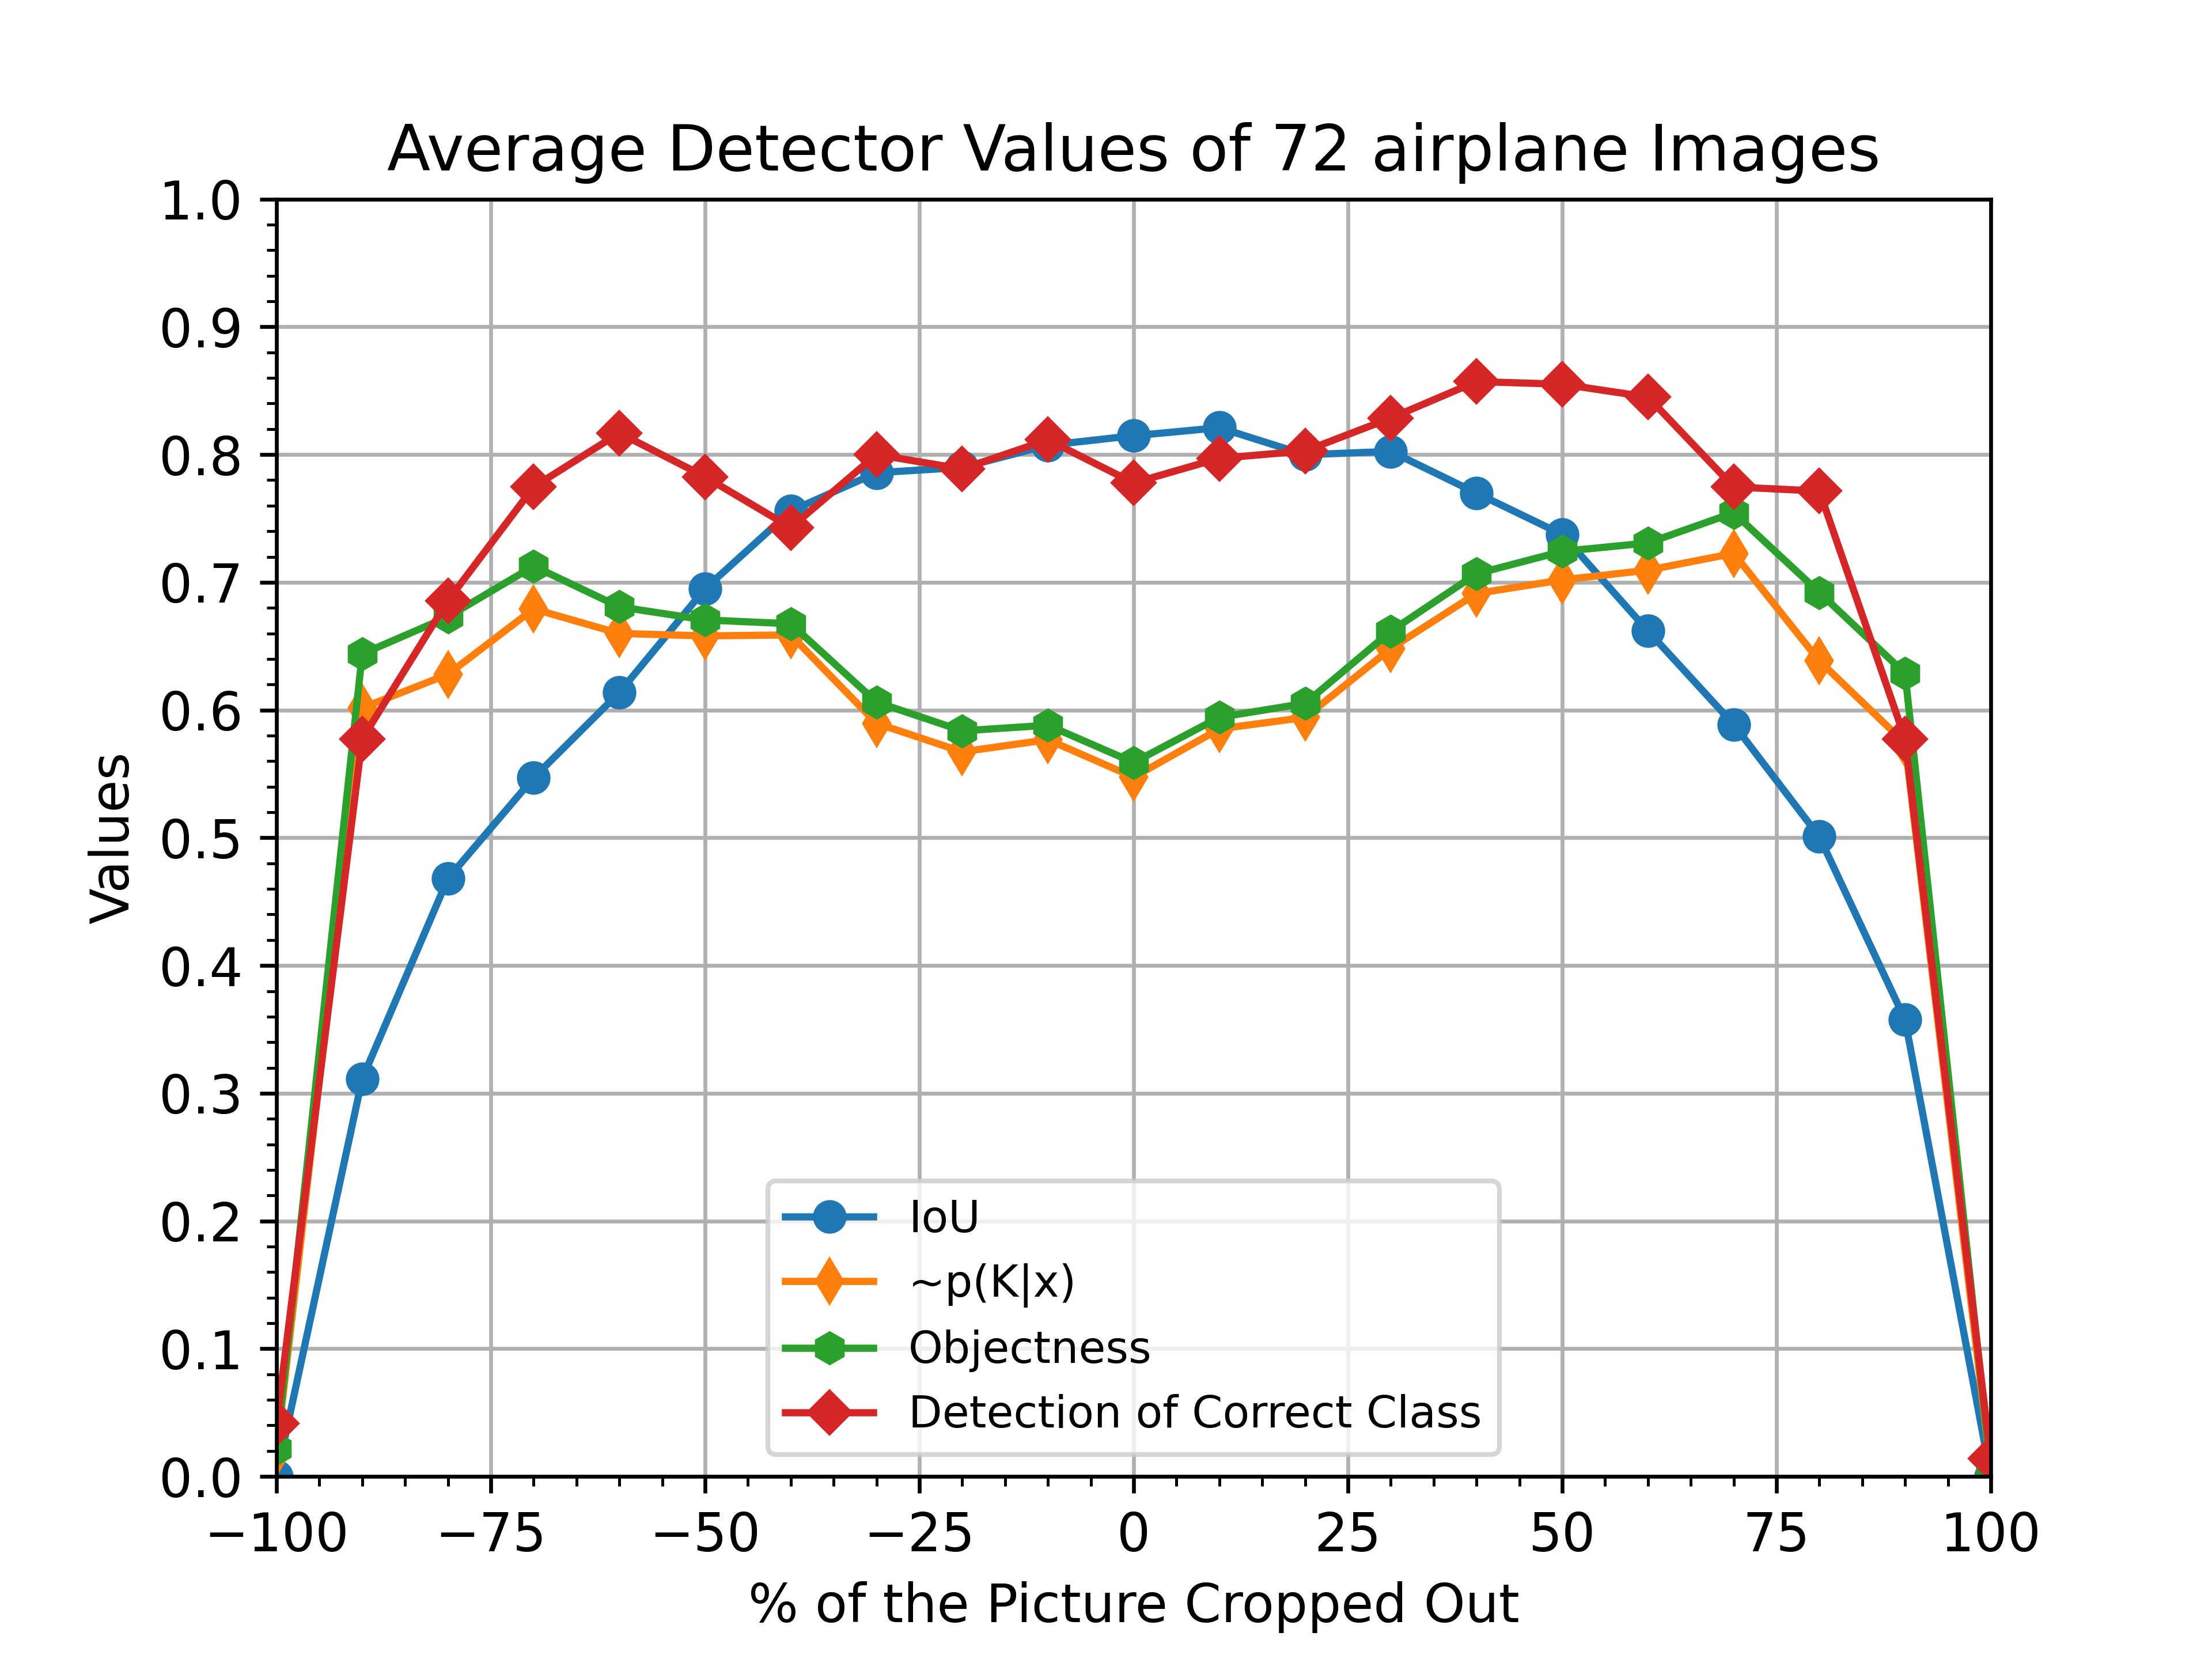 Average Detector Values of 72 airplane Images
1.0
0.9
0.8
0.7
0.6
0.5
0.4
0.3
0.2
0.1
0.0
Values
IoU
~p(K|x)
Objectness
Detection of Correct Class
−100 −75 −50 −25 0 25 50 75 100
% of the Picture Cropped Out